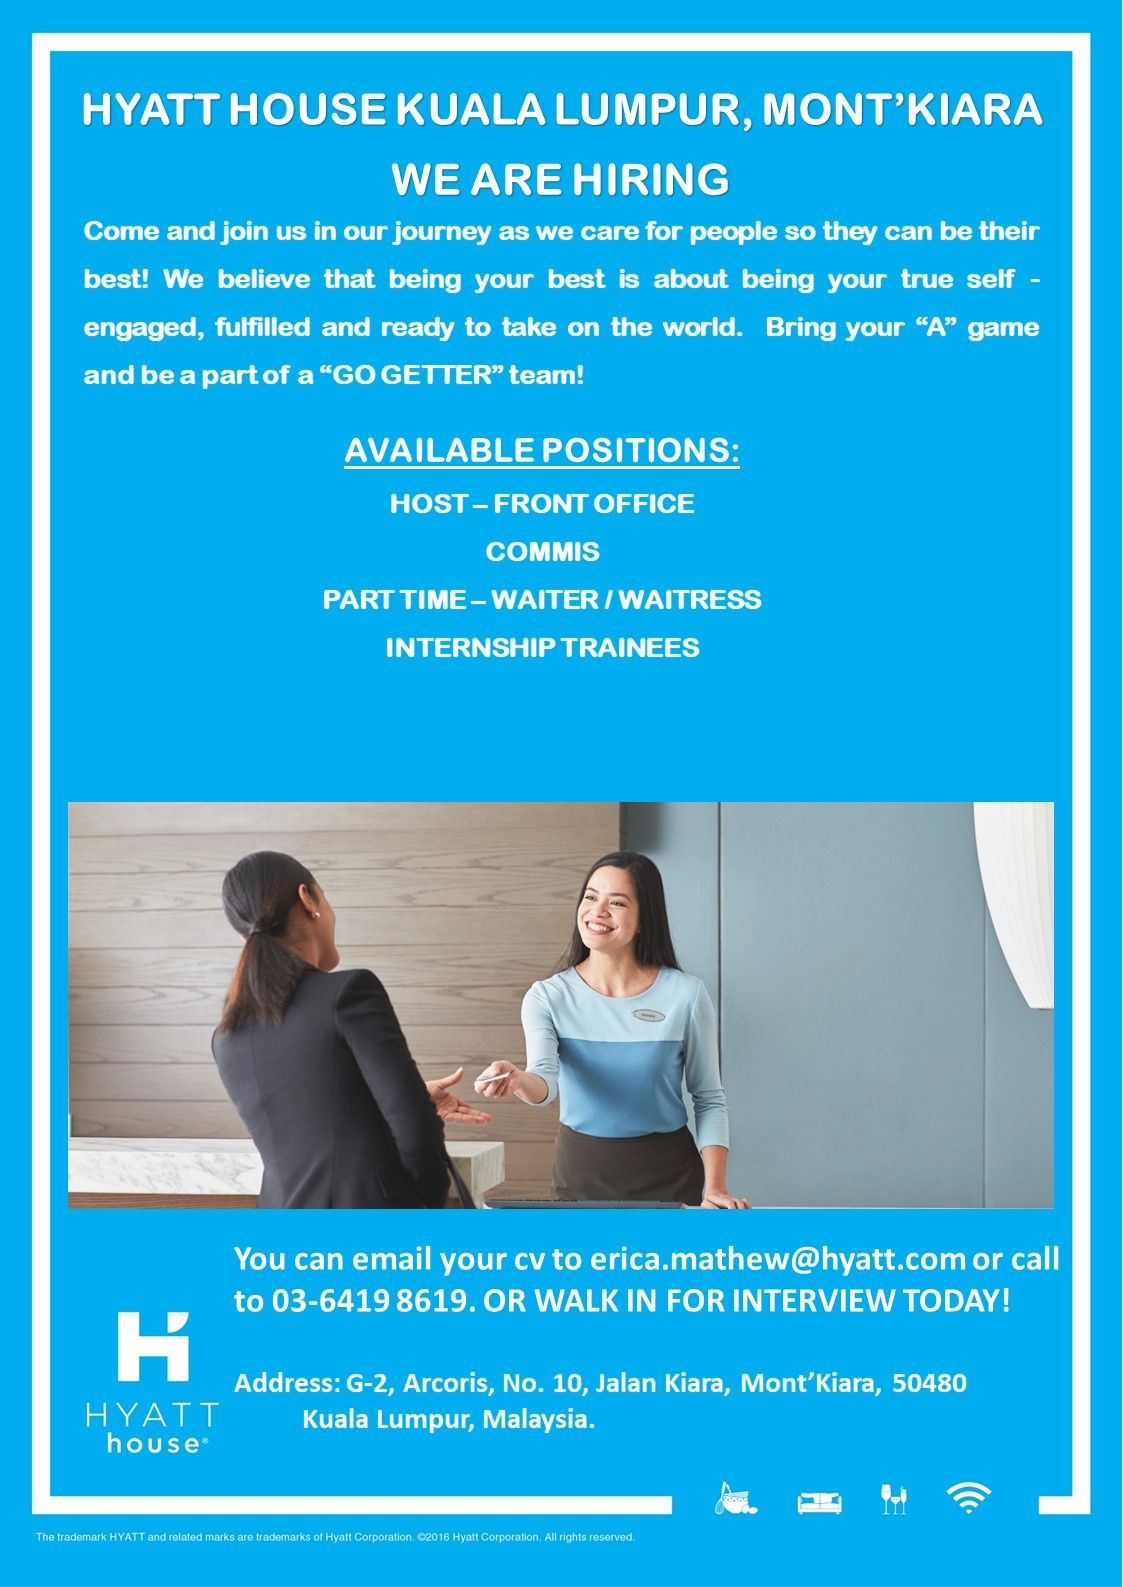 HYATT HOUSE KUALA LUMPUR, MONT’KIARA
WE ARE HIRING
Come and join us in our journey as we care for people so they can be their
best! We believe that being your best is about being your true self -
engaged, fulfilled and ready to take on the world. Bring your “A” game
and be a part of a “GO GETTER” team!
AVAILABLE POSITIONS:
HOST – FRONT OFFICE
COMMIS
PART TIME – WAITER / WAITRESS
INTERNSHIP TRAINEES
You can email your cv to erica.mathew@hyatt.com or call
to 03-6419 8619. OR WALK IN FOR INTERVIEW TODAY!
Address: G-2, Arcoris, No. 10, Jalan Kiara, Mont’Kiara, 50480
Kuala Lumpur, Malaysia.
H
HYATT
house®
The trademark HYATT and related marks are trademarks of Hyatt Corporation. ©2016 Hyatt Corporation. All rights reserved.